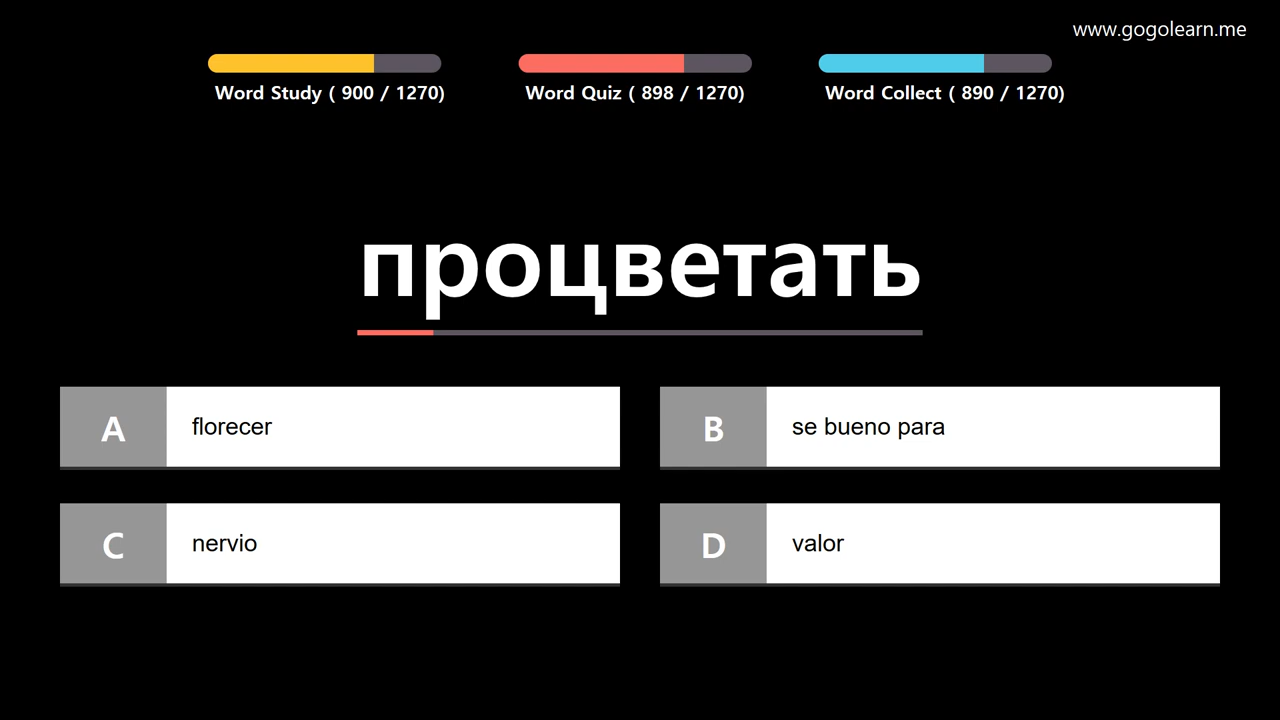 www.gogolearn.me
Word Study ( 900 / 1270)
Word Quiz ( 898 / 1270)
Word Collect ( 890 / 1270)
процветать
A florecer
B se bueno para
C nervio
D valor